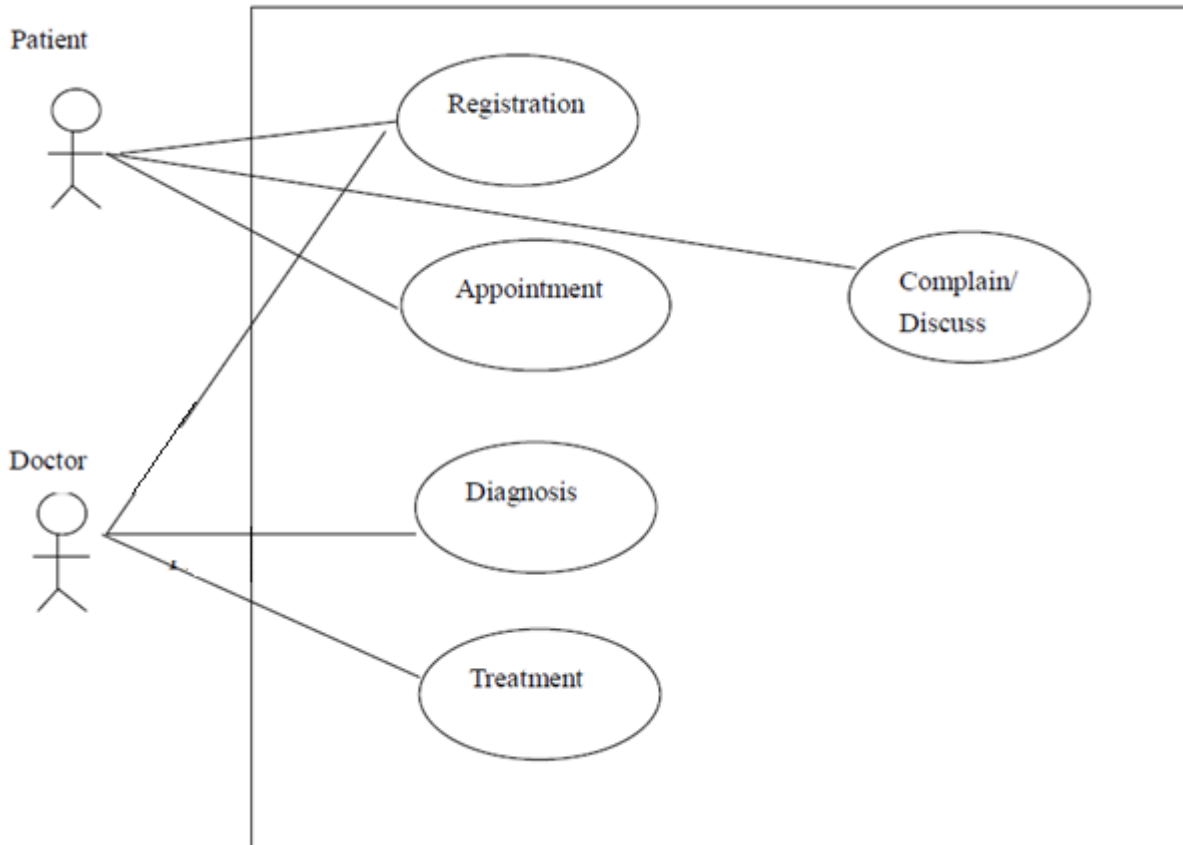 Patient
Registration
Appointment
Complain/
Discuss
Doctor
Diagnosis
Treatment